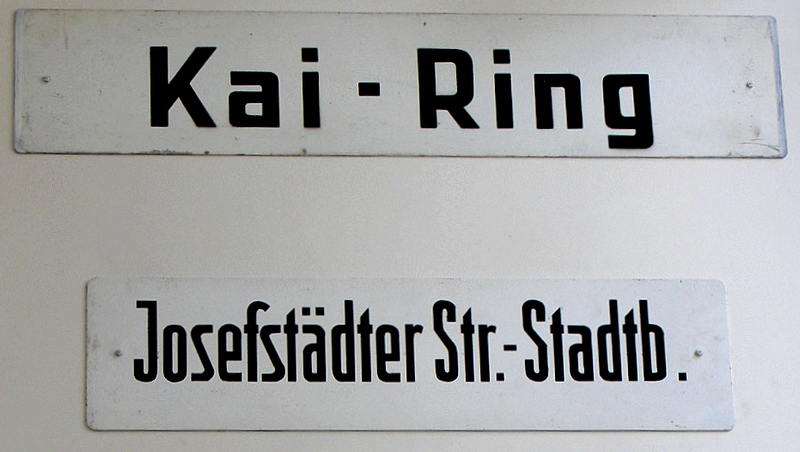 Kai - Ring
Josefstädter Str.-Stadtb.